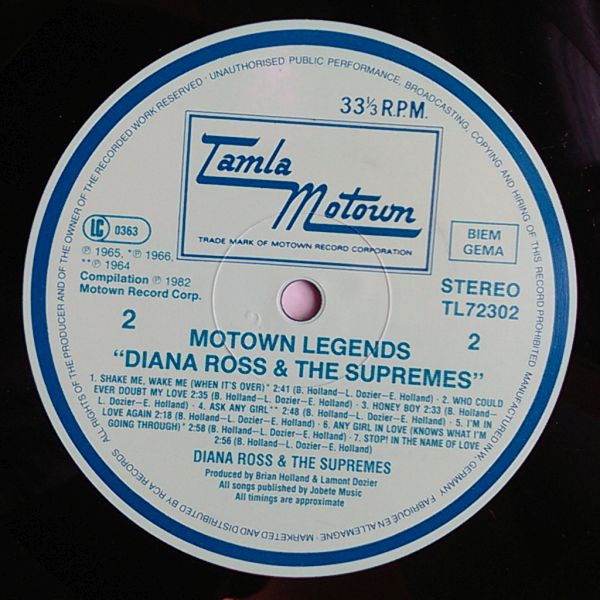 ALL RIGHTS OF THE PRODUCER AND OF THE OWNER OF THE RECORDED WORK RESERVED · UNAUTHORISED PUBLIC PERFORMANCE, BROADCASTING, COPYING AND HIRING OF THIS RECORD PROHIBITED
33⅓ R.P.M.
Tamla
Motown
TRADE MARK OF MOTOWN RECORD CORPORATION
LC 0363
BIEM
GEMA
℗ 1965, *℗ 1966,
**℗ 1964
Compilation ℗ 1982
Motown Record Corp.
STEREO
TL72302
2
2
MOTOWN LEGENDS
"DIANA ROSS & THE SUPREMES"
1. SHAKE ME, WAKE ME (WHEN IT'S OVER)* 2:41 (B. Holland–L. Dozier–E. Holland) · 2. WHO COULD
EVER DOUBT MY LOVE 2:35 (B. Holland–L. Dozier–E. Holland) · 3. HONEY BOY 2:33 (B. Holland–
L. Dozier–E. Holland) · 4. ASK ANY GIRL** 2:48 (B. Holland–L. Dozier–E. Holland) · 5. I'M IN
LOVE AGAIN 2:18 (B. Holland–L. Dozier–E. Holland) · 6. ANY GIRL IN LOVE (KNOWS WHAT I'M
GOING THROUGH)* 2:58 (B. Holland–L. Dozier–E. Holland) · 7. STOP! IN THE NAME OF LOVE
2:56 (B. Holland–L. Dozier–E. Holland)
DIANA ROSS & THE SUPREMES
Produced by Brian Holland & Lamont Dozier
All songs published by Jobete Music
All timings are approximate
MARKETED AND DISTRIBUTED BY RCA RECORDS
MANUFACTURED IN W. GERMANY · FABRIQUÉ EN ALLEMAGNE